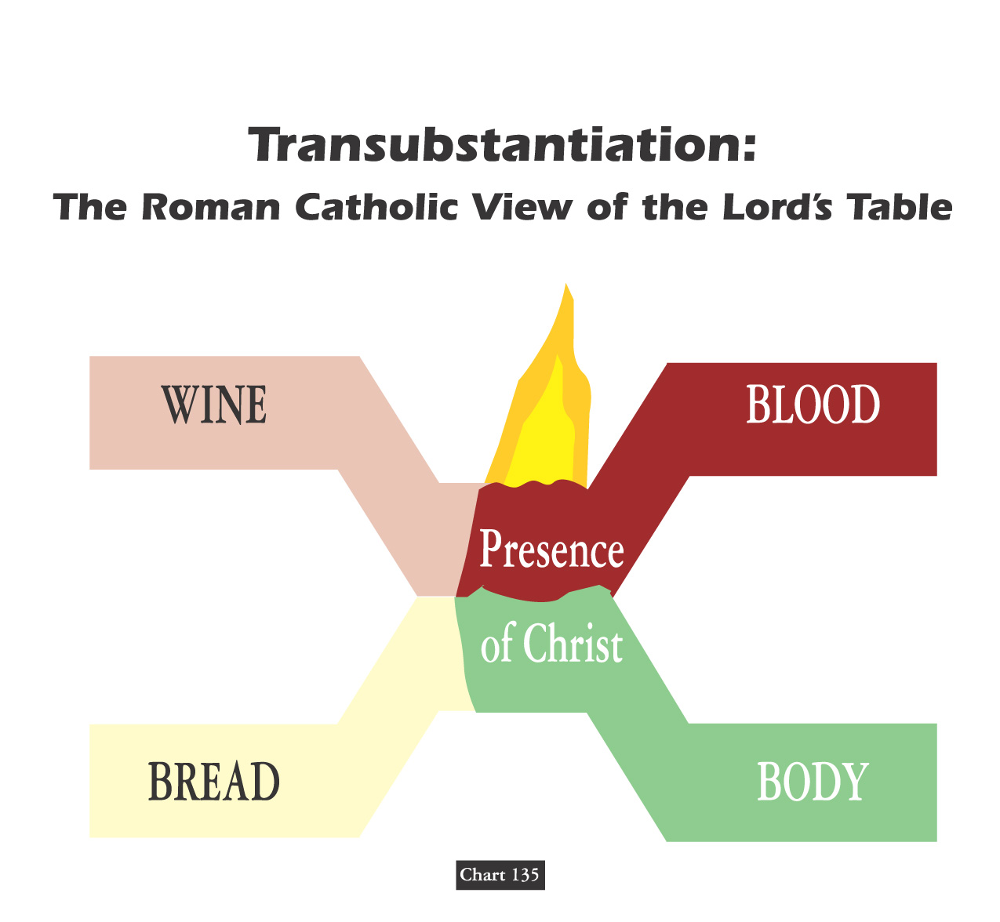 Transubstantiation:
The Roman Catholic View of the Lord’s Table
WINE
BLOOD
Presence
of Christ
BREAD
BODY
Chart 135